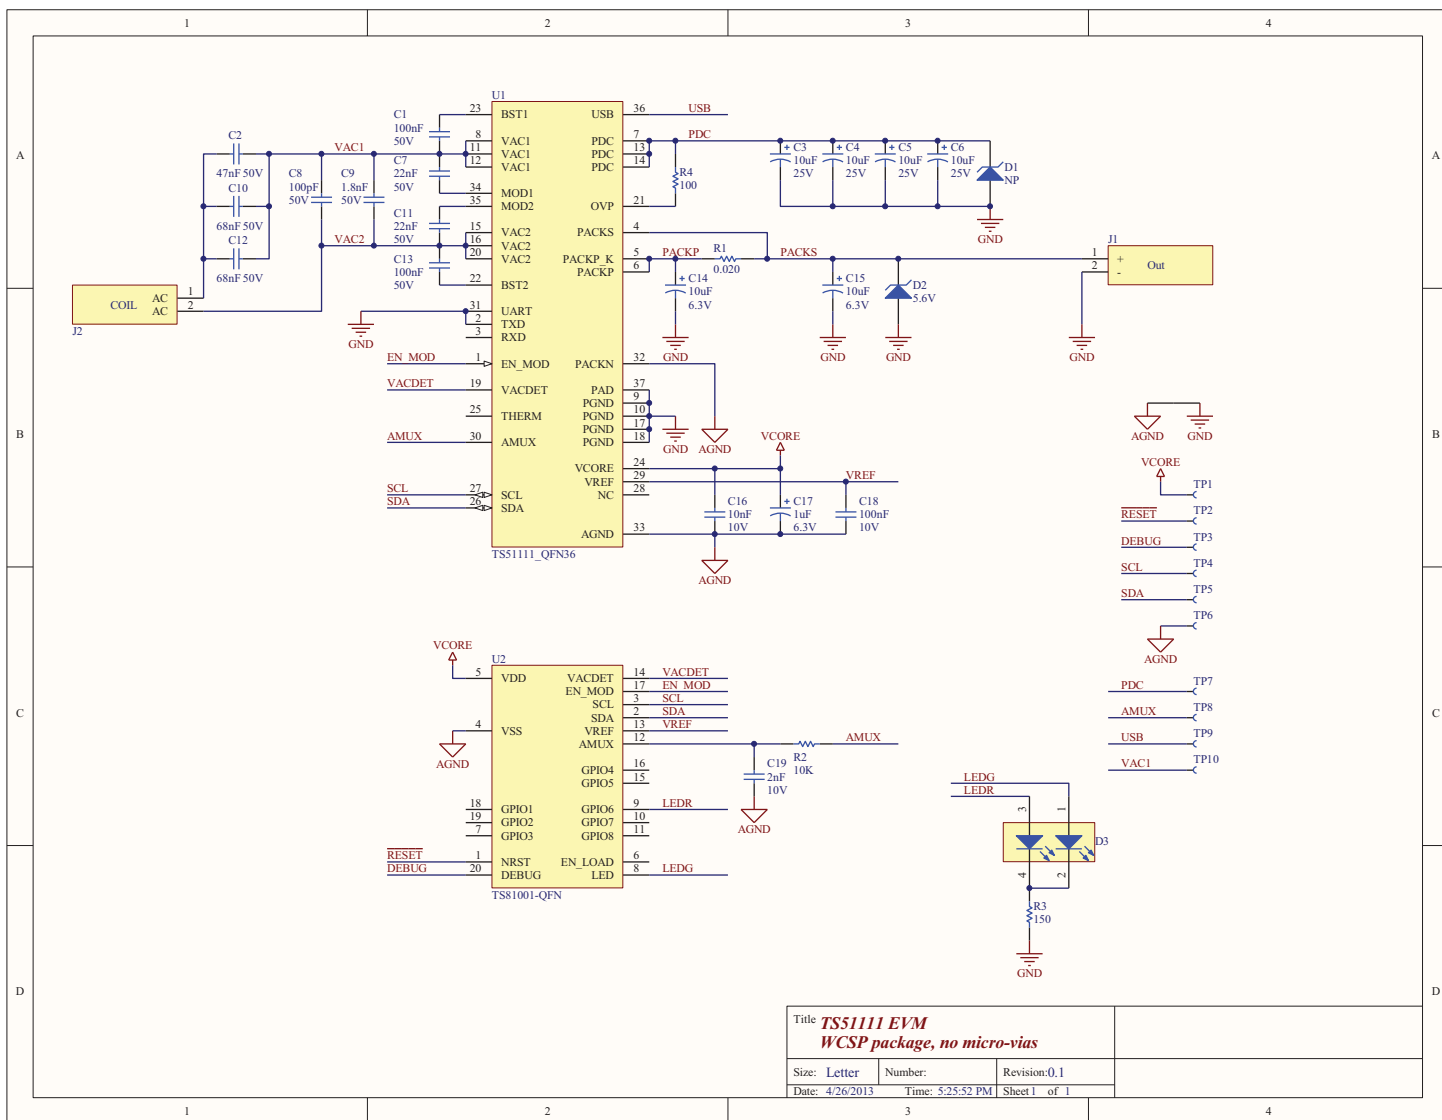 1 2 3 4
A A
B B
C C
D D
1 2 3 4
U1
23 BST1
8 VAC1
11 VAC1
12 VAC1
34 MOD1
35 MOD2
15 VAC2
16 VAC2
20 VAC2
22 BST2
31 UART
2 TXD
3 RXD
1 EN_MOD
19 VACDET
25 THERM
30 AMUX
27 SCL
26 SDA
USB 36
PDC 7
PDC 13
PDC 14
OVP 21
PACKS 4
PACKP_K 5
PACKP 6
PACKN 32
PAD 37
PGND 9
PGND 10
PGND 17
PGND 18
VCORE 24
VREF 29
NC 28
AGND 33
TS51111_QFN36
C1
100nF
50V
C2
47nF 50V
C10
68nF 50V
C12
68nF 50V
C8
100pF
50V
C9
1.8nF
50V
C7
22nF
50V
C11
22nF
50V
C13
100nF
50V
VAC1
VAC2
COIL
AC 1
AC 2
J2
GND
EN_MOD
VACDET
AMUX
SCL
SDA
USB
PDC
R4
100
+ C3
10uF
25V
+ C4
10uF
25V
+ C5
10uF
25V
+ C6
10uF
25V
D1
NP
GND
PACKP
R1
0.020
PACKS
+ C14
10uF
6.3V
GND
+ C15
10uF
6.3V
GND
D2
5.6V
GND
J1
1 +
2 -
Out
GND
GND
AGND
VCORE
VREF
C16
10nF
10V
+ C17
1uF
6.3V
C18
100nF
10V
AGND
AGND
GND
VCORE
TP1
RESET TP2
DEBUG TP3
SCL TP4
SDA TP5
TP6
AGND
PDC TP7
AMUX TP8
USB TP9
VAC1 TP10
VCORE
AGND
U2
5 VDD
4 VSS
18 GPIO1
19 GPIO2
7 GPIO3
RESET 1 NRST
DEBUG 20 DEBUG
VACDET 14 VACDET
EN_MOD 17 EN_MOD
SCL 3 SCL
SDA 2 SDA
VREF 13 VREF
AMUX 12
GPIO4 16
GPIO5 15
GPIO6 9 LEDR
GPIO7 10
GPIO8 11
EN_LOAD 6
LED 8 LEDG
TS81001-QFN
C19
2nF
10V
AGND
R2
10K
AMUX
LEDG
LEDR
3 1
D3
4 2
R3
150
GND
Title TS51111 EVM
WCSP package, no micro-vias
Size: Letter Number: Revision:0.1
Date: 4/26/2013 Time: 5:25:52 PM Sheet 1 of 1